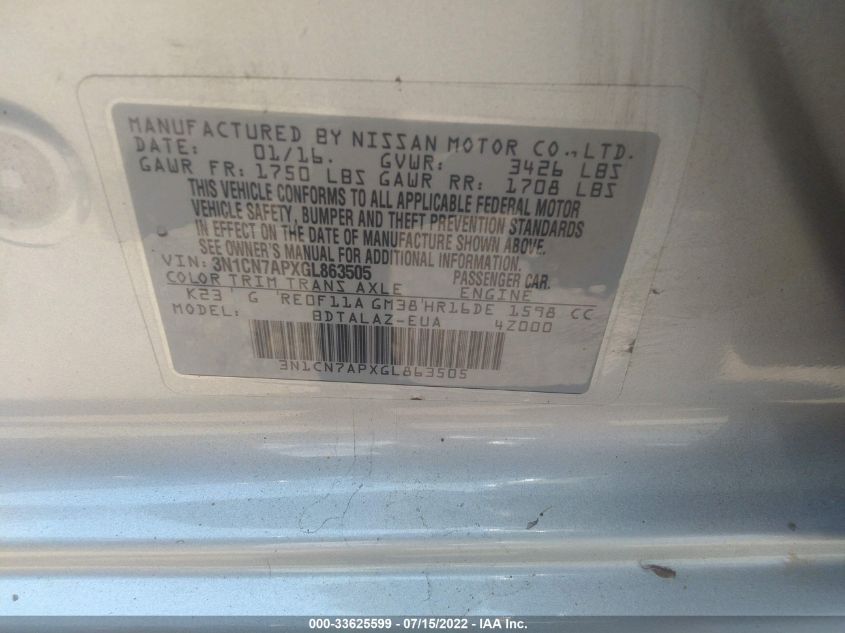 MANUFACTURED BY NISSAN MOTOR CO., LTD.
DATE: 01/16. GVWR: 3426 LBS
GAWR FR: 1750 LBS GAWR RR: 1708 LBS
THIS VEHICLE CONFORMS TO ALL APPLICABLE FEDERAL MOTOR
VEHICLE SAFETY, BUMPER AND THEFT PREVENTION STANDARDS
IN EFFECT ON THE DATE OF MANUFACTURE SHOWN ABOVE.
SEE OWNER'S MANUAL FOR ADDITIONAL INFORMATION.
VIN: 3N1CN7APXGL863505 PASSENGER CAR.
COLOR TRIM TRANS AXLE ENGINE
K23 G RE0F11A GM38 HR16DE 1598 CC
MODEL: BDTALAZ-EUA 4Z000
3N1CN7APXGL863505
000-33625599 - 07/15/2022 - IAA Inc.